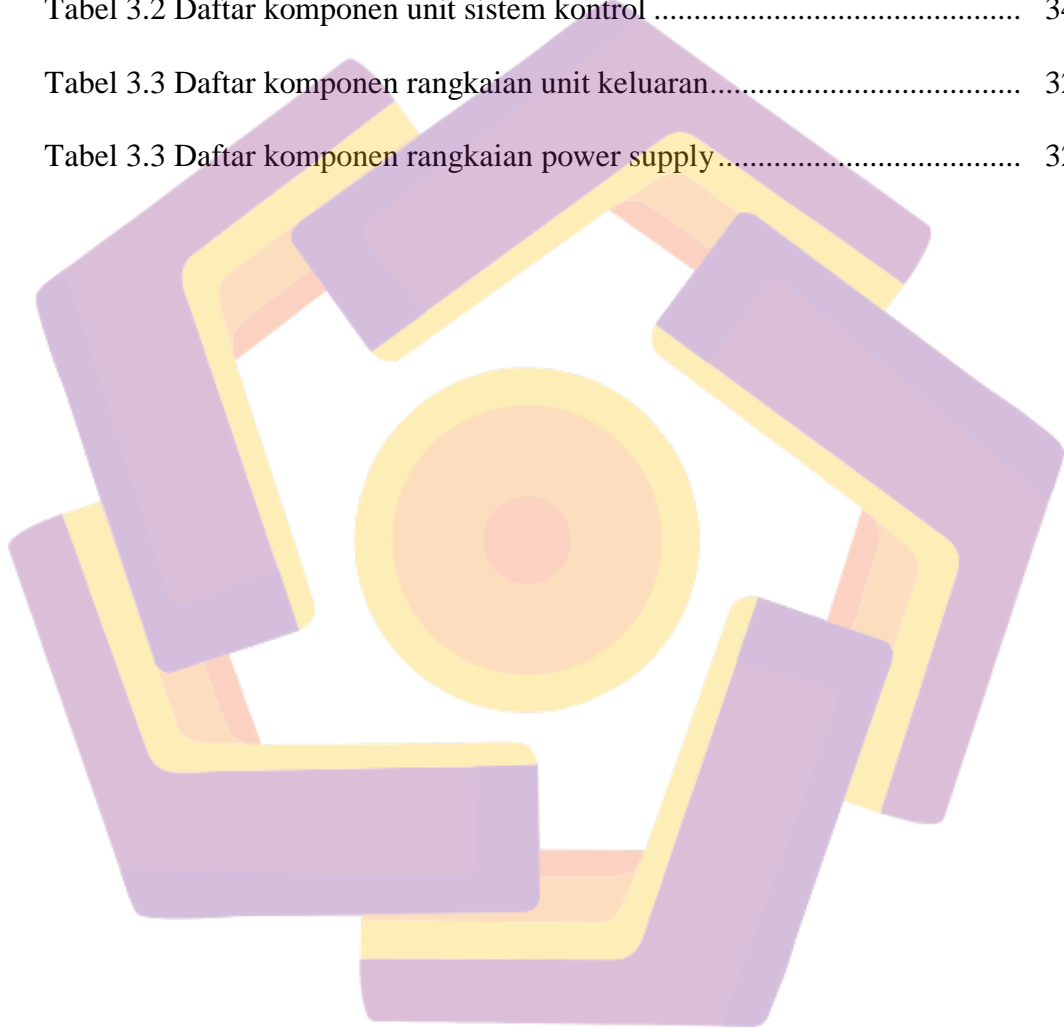 Tabel 3.2 Daftar komponen unit sistem kontrol ............................................. 34
Tabel 3.3 Daftar komponen rangkaian unit keluaran..................................... 
Tabel 3.3 Daftar komponen rangkaian power supply.....................................